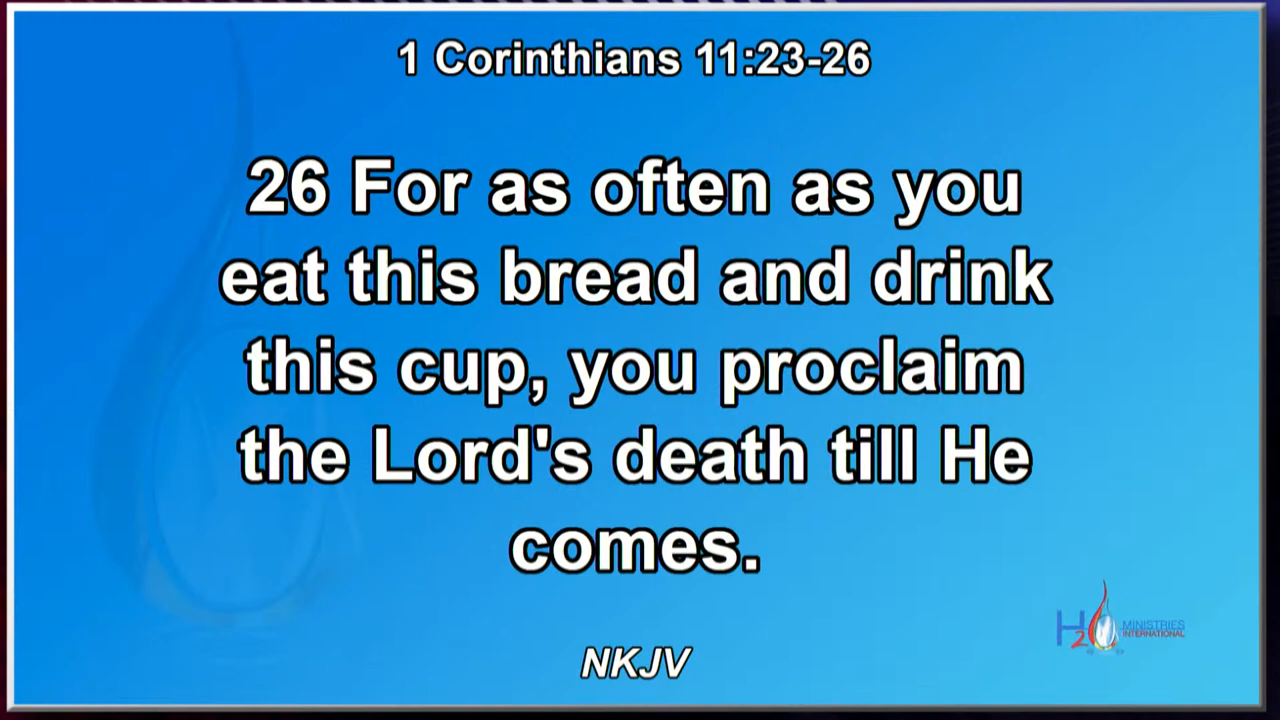 1 Corinthians 11:23-26
26 For as often as you
eat this bread and drink
this cup, you proclaim
the Lord's death till He
comes.
H2O MINISTRIES
INTERNATIONAL
NKJV